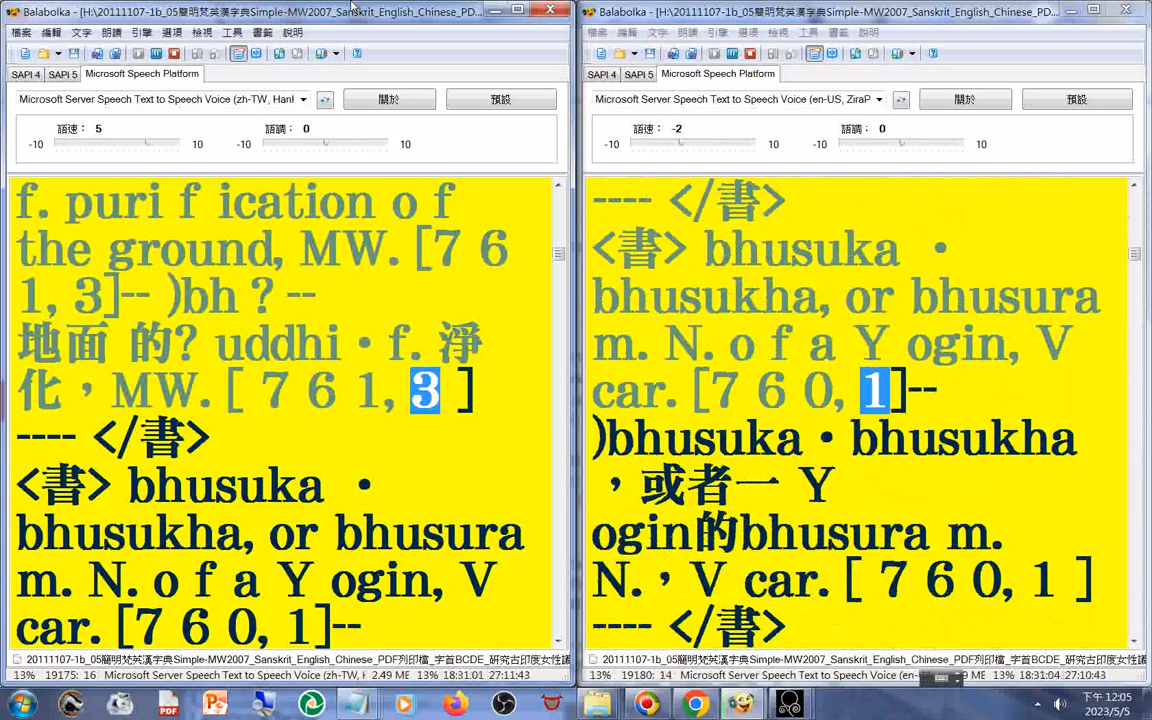 Balabolka - [H:\20111107-1b_05簡明梵英漢字典Simple-MW2007_Sanskrit_English_Chinese_PD...
檔案 編輯 文字 朗讀 引擎 選項 檢視 工具 書籤 說明
SAPI 4 SAPI 5 Microsoft Speech Platform
Microsoft Server Speech Text to Speech Voice (zh-TW, Hanl
關於 預設
語速： 5 語調： 0
-10 10 -10 10
f. puri f ication o f
the ground, MW. [7 6
1, 3]-- )bh ? --
地面 的? uddhi · f. 淨
化，MW. [ 7 6 1, 3 ]
---- </書>
<書> bhusuka ·
bhusukha, or bhusura
m. N. o f a Y ogin, V
car. [7 6 0, 1]--
20111107-1b_05簡明梵英漢字典Simple-MW2007_Sanskrit_English_Chinese_PDF列印檔_字首BCDE_研究古印度女性議
13% 19175: 16 Microsoft Server Speech Text to Speech Voice (zh-TW, H 2.49 ME 13% 18:31:01 27:11:43
Balabolka - [H:\20111107-1b_05簡明梵英漢字典Simple-MW2007_Sanskrit_English_Chinese_PD...
檔案 編輯 文字 朗讀 引擎 選項 檢視 工具 書籤 說明
SAPI 4 SAPI 5 Microsoft Speech Platform
Microsoft Server Speech Text to Speech Voice (en-US, ZiraP
關於 預設
語速： -2 語調： 0
-10 10 -10 10
---- </書>
<書> bhusuka ·
bhusukha, or bhusura
m. N. o f a Y ogin, V
car. [7 6 0, 1]--
)bhusuka · bhusukha
，或者一 Y
ogin的bhusura m.
N.，V car. [ 7 6 0, 1 ]
---- </書>
20111107-1b_05簡明梵英漢字典Simple-MW2007_Sanskrit_English_Chinese_PDF列印檔_字首BCDE_研究古印度女性議
13% 19180: 14 Microsoft Server Speech Text to Speech Voice (en-US ME 13% 18:31:04 27:10:43
PDF
下午 12:05
2023/5/5